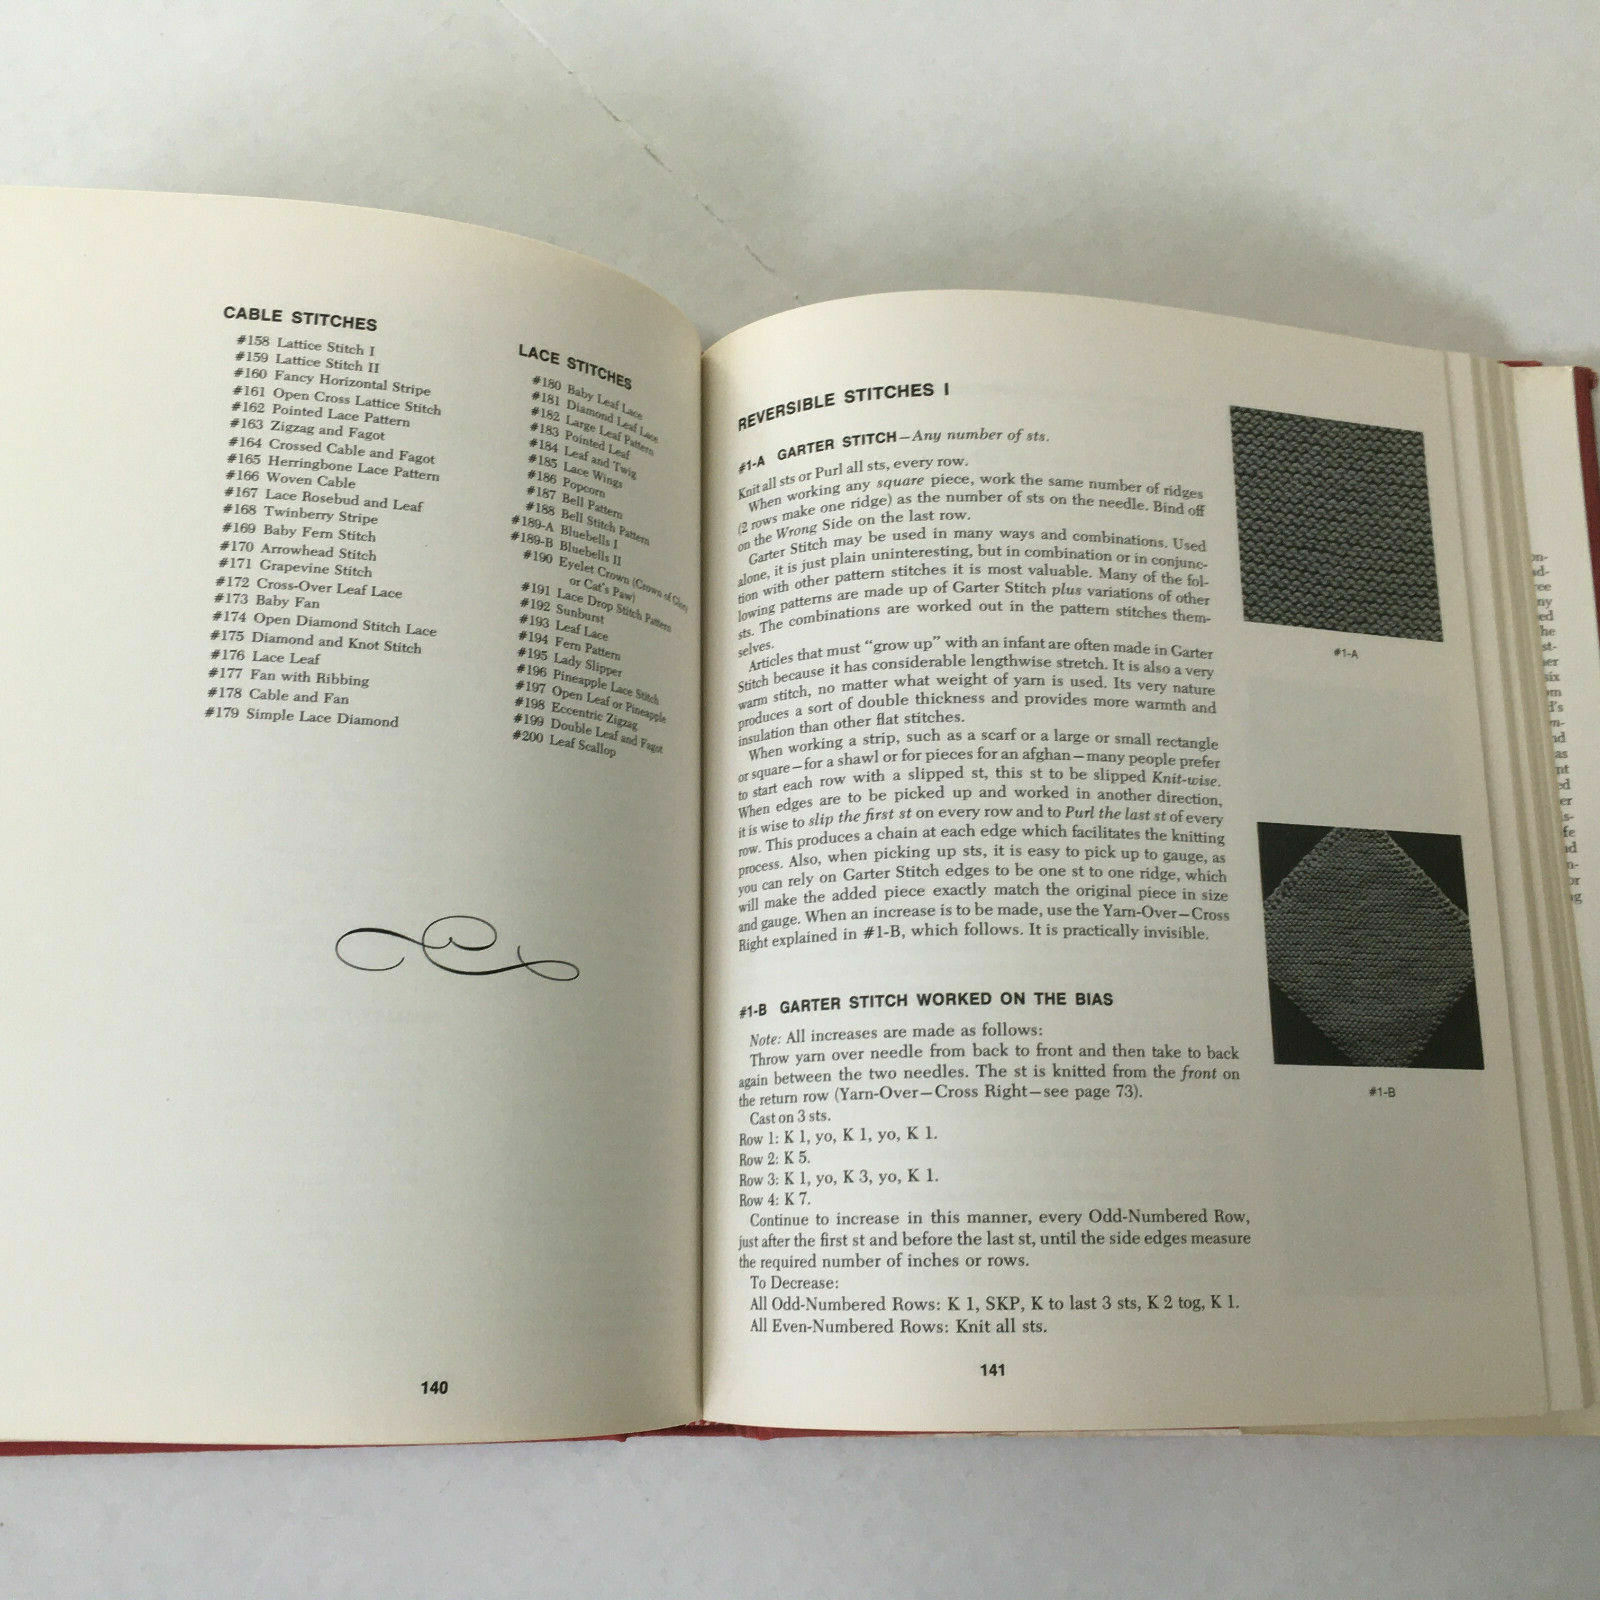 CABLE STITCHES
#158 Lattice Stitch I
#159 Lattice Stitch II
#160 Fancy Horizontal Stripe
#161 Open Cross Lattice Stitch
#162 Pointed Lace Pattern
#163 Zigzag and Fagot
#164 Crossed Cable and Fagot
#165 Herringbone Lace Pattern
#166 Woven Cable
#167 Lace Rosebud and Leaf
#168 Twinberry Stripe
#169 Baby Fern Stitch
#170 Arrowhead Stitch
#171 Grapevine Stitch
#172 Cross-Over Leaf Lace
#173 Baby Fan
#174 Open Diamond Stitch Lace
#175 Diamond and Knot Stitch
#176 Lace Leaf
#177 Fan with Ribbing
#178 Cable and Fan
#179 Simple Lace Diamond
LACE STITCHES
#180 Baby Leaf Lace
#181 Diamond Leaf Lace
#182 Large Leaf Pattern
#183 Pointed Leaf
#184 Leaf and Twig
#185 Lace Wings
#186 Popcorn
#187 Bell Pattern
#188 Bell Stitch Pattern
#189-A Bluebells I
#189-B Bluebells II
#190 Eyelet Crown (Crown of Glory
or Cat's Paw)
#191 Lace Drop Stitch Pattern
#192 Sunburst
#193 Leaf Lace
#194 Fern Pattern
#195 Lady Slipper
#196 Pineapple Lace Stitch
#197 Open Leaf or Pineapple
#198 Eccentric Zigzag
#199 Double Leaf and Fagot
#200 Leaf Scallop
140
REVERSIBLE STITCHES I
#1-A GARTER STITCH—Any number of sts.
Knit all sts or Purl all sts, every row.
When working any square piece, work the same number of ridges
(2 rows make one ridge) as the number of sts on the needle. Bind off
on the Wrong Side on the last row.
Garter Stitch may be used in many ways and combinations. Used
alone, it is just plain uninteresting, but in combination or in conjunc-
tion with other pattern stitches it is most valuable. Many of the fol-
lowing patterns are made up of Garter Stitch plus variations of other
sts. The combinations are worked out in the pattern stitches them-
selves.
Articles that must "grow up" with an infant are often made in Garter
Stitch because it has considerable lengthwise stretch. It is also a very
warm stitch, no matter what weight of yarn is used. Its very nature
produces a sort of double thickness and provides more warmth and
insulation than other flat stitches.
When working a strip, such as a scarf or a large or small rectangle
or square—for a shawl or for pieces for an afghan—many people prefer
to start each row with a slipped st, this st to be slipped Knit-wise.
When edges are to be picked up and worked in another direction,
it is wise to slip the first st on every row and to Purl the last st of every
row. This produces a chain at each edge which facilitates the knitting
process. Also, when picking up sts, it is easy to pick up to gauge, as
you can rely on Garter Stitch edges to be one st to one ridge, which
will make the added piece exactly match the original piece in size
and gauge. When an increase is to be made, use the Yarn-Over—Cross
Right explained in #1-B, which follows. It is practically invisible.
#1-A
#1-B GARTER STITCH WORKED ON THE BIAS
Note: All increases are made as follows:
Throw yarn over needle from back to front and then take to back
again between the two needles. The st is knitted from the front on
the return row (Yarn-Over—Cross Right—see page 73).
Cast on 3 sts.
Row 1: K 1, yo, K 1, yo, K 1.
Row 2: K 5.
Row 3: K 1, yo, K 3, yo, K 1.
Row 4: K 7.
Continue to increase in this manner, every Odd-Numbered Row,
just after the first st and before the last st, until the side edges measure
the required number of inches or rows.
To Decrease:
All Odd-Numbered Rows: K 1, SKP, K to last 3 sts, K 2 tog, K 1.
All Even-Numbered Rows: Knit all sts.
#1-B
141